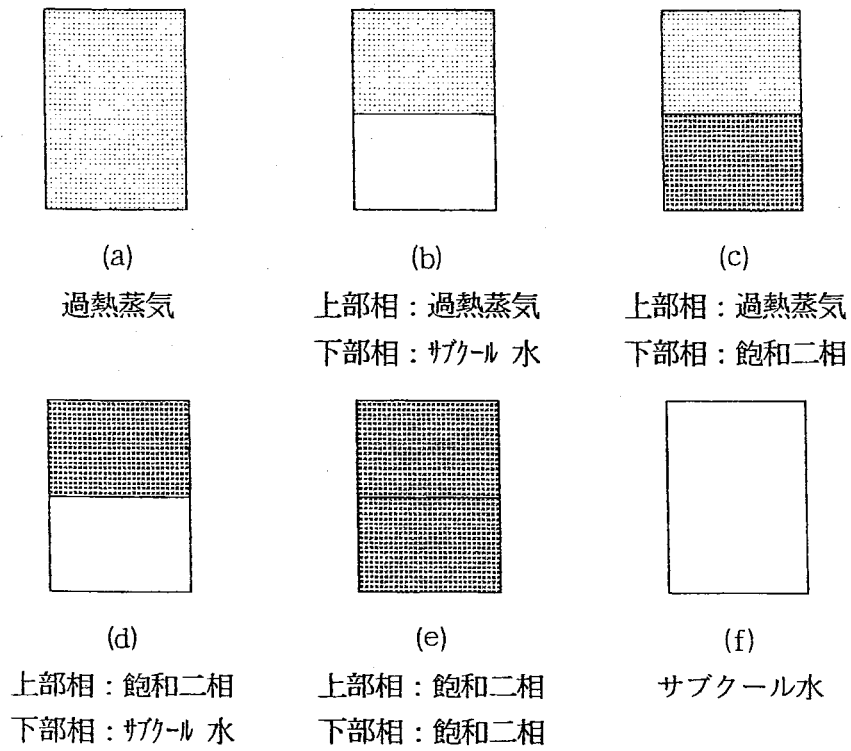 (a)
過熱蒸気
(b)
上部相：過熱蒸気
下部相：ｻﾌﾞｸｰﾙ 水
(c)
上部相：過熱蒸気
下部相：飽和二相
(d)
上部相：飽和二相
下部相：ｻﾌﾞｸｰﾙ 水
(e)
上部相：飽和二相
下部相：飽和二相
(f)
サブクール水